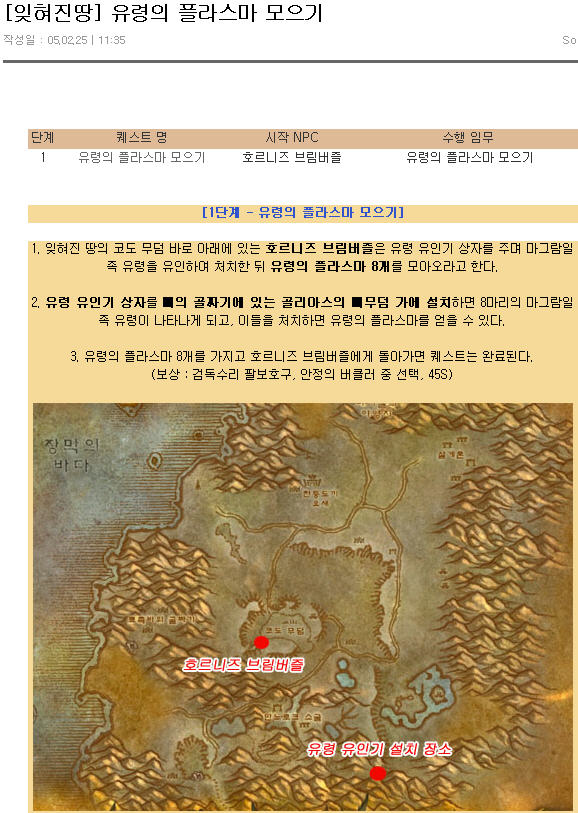 [잊혀진땅] 유령의 플라스마 모으기
작성일 : 05,02,25 | 11:35
So
단계 퀘스트 명 시작 NPC 수행 임무
1 유령의 플라스마 모으기 호르니즈 브림버즐 유령의 플라스마 모으기
[1단계 - 유령의 플라스마 모으기]
1. 잊혀진 땅의 코도 무덤 바로 아래에 있는 호르니즈 브림버즐은 유령 유인기 상자를 주며 마그람일
족 유령을 유인하여 처치한 뒤 유령의 플라스마 8개를 모아오라고 한다.
2. 유령 유인기 상자를 뼈의 골짜기에 있는 골리아스의 뼈무덤 가에 설치하면 8마리의 마그람일
족 유령이 나타나게 되고, 이들을 처치하면 유령의 플라스마를 얻을 수 있다.
3. 유령의 플라스마 8개를 가지고 호르니즈 브림버즐에게 돌아가면 퀘스트는 완료된다.
(보상 : 검독수리 팔보호구, 안정의 버클러 중 선택, 45S)
장막의
바다
코도 무덤
호르니즈 브림버즐
유령 유인기 설치 장소